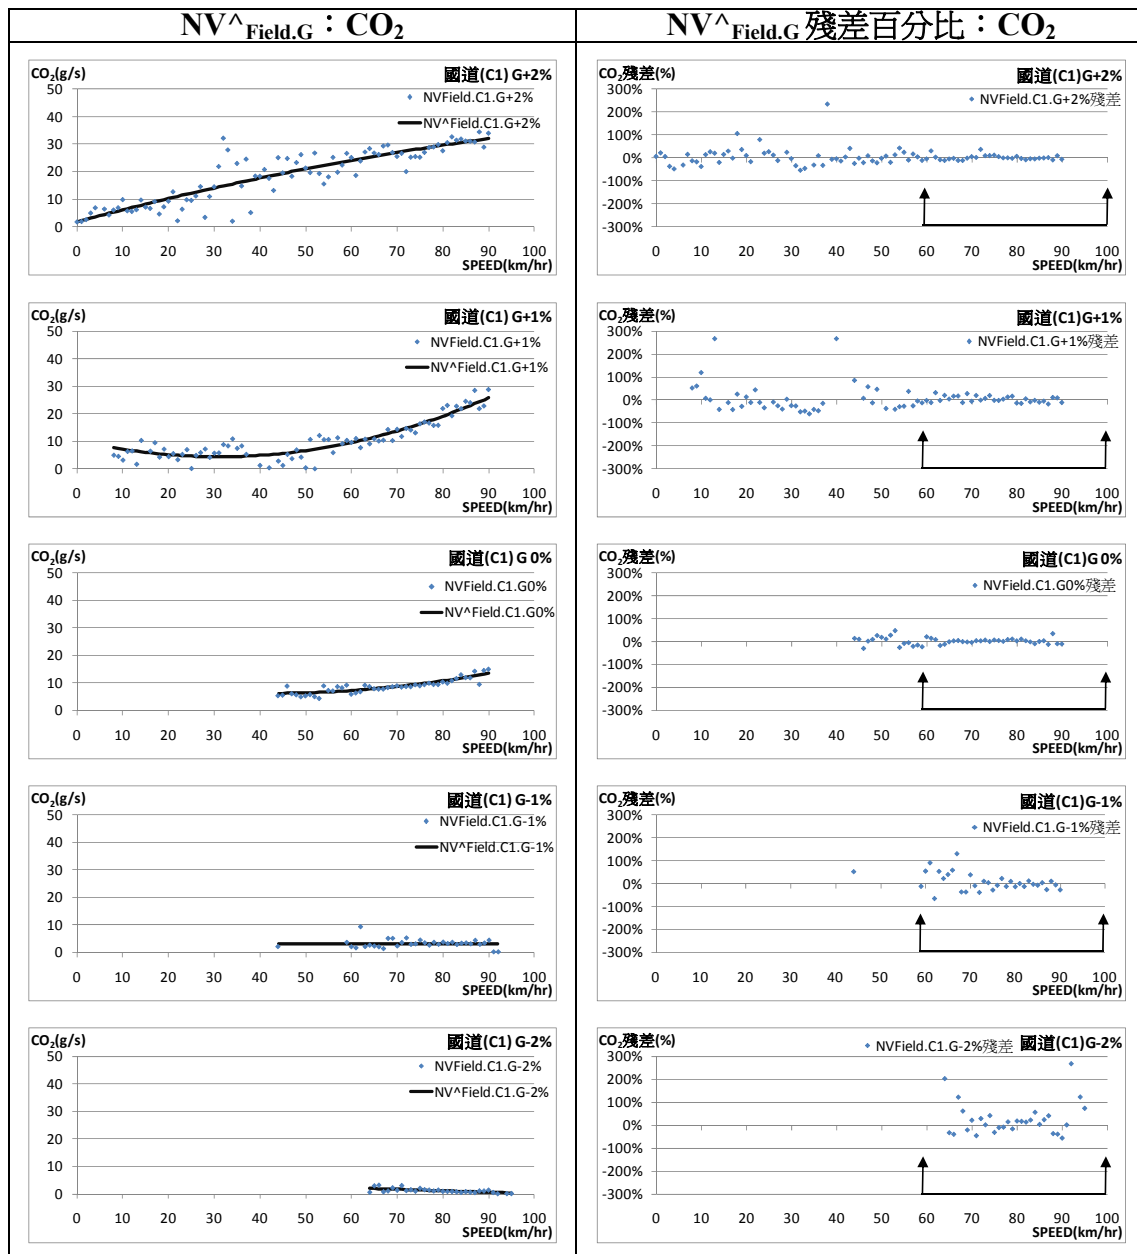 NV^Field.G：CO₂
NV^Field.G 殘差百分比：CO₂
CO₂(g/s)
國道(C1) G+2%
NVField.C1.G+2%
NV^Field.C1.G+2%
50
40
30
20
10
0
0 10 20 30 40 50 60 70 80 90 100
SPEED(km/hr)
CO₂殘差(%)
國道(C1)G+2%
NVField.C1.G+2%殘差
300%
200%
100%
0%
-100%
-200%
-300%
0 10 20 30 40 50 60 70 80 90 100
SPEED(km/hr)
CO₂(g/s)
國道(C1) G+1%
NVField.C1.G+1%
NV^Field.C1.G+1%
50
40
30
20
10
0
0 10 20 30 40 50 60 70 80 90 100
SPEED(km/hr)
CO₂殘差(%)
國道(C1)G+1%
NVField.C1.G+1%殘差
300%
200%
100%
0%
-100%
-200%
-300%
0 10 20 30 40 50 60 70 80 90 100
SPEED(km/hr)
CO₂(g/s)
國道(C1) G 0%
NVField.C1.G0%
NV^Field.C1.G0%
50
40
30
20
10
0
0 10 20 30 40 50 60 70 80 90 100
SPEED(km/hr)
CO₂殘差(%)
國道(C1)G 0%
NVField.C1.G0%殘差
300%
200%
100%
0%
-100%
-200%
-300%
0 10 20 30 40 50 60 70 80 90 100
SPEED(km/hr)
CO₂(g/s)
國道(C1) G-1%
NVField.C1.G-1%
NV^Field.C1.G-1%
50
40
30
20
10
0
0 10 20 30 40 50 60 70 80 90 100
SPEED(km/hr)
CO₂殘差(%)
國道(C1)G-1%
NVField.C1.G-1%殘差
300%
200%
100%
0%
-100%
-200%
-300%
0 10 20 30 40 50 60 70 80 90 100
SPEED(km/hr)
CO₂(g/s)
國道(C1) G-2%
NVField.C1.G-2%
NV^Field.C1.G-2%
50
40
30
20
10
0
0 10 20 30 40 50 60 70 80 90 100
SPEED(km/hr)
CO₂殘差(%)
NVField.C1.G-2%殘差
國道(C1)G-2%
300%
200%
100%
0%
-100%
-200%
-300%
0 10 20 30 40 50 60 70 80 90 100
SPEED(km/hr)